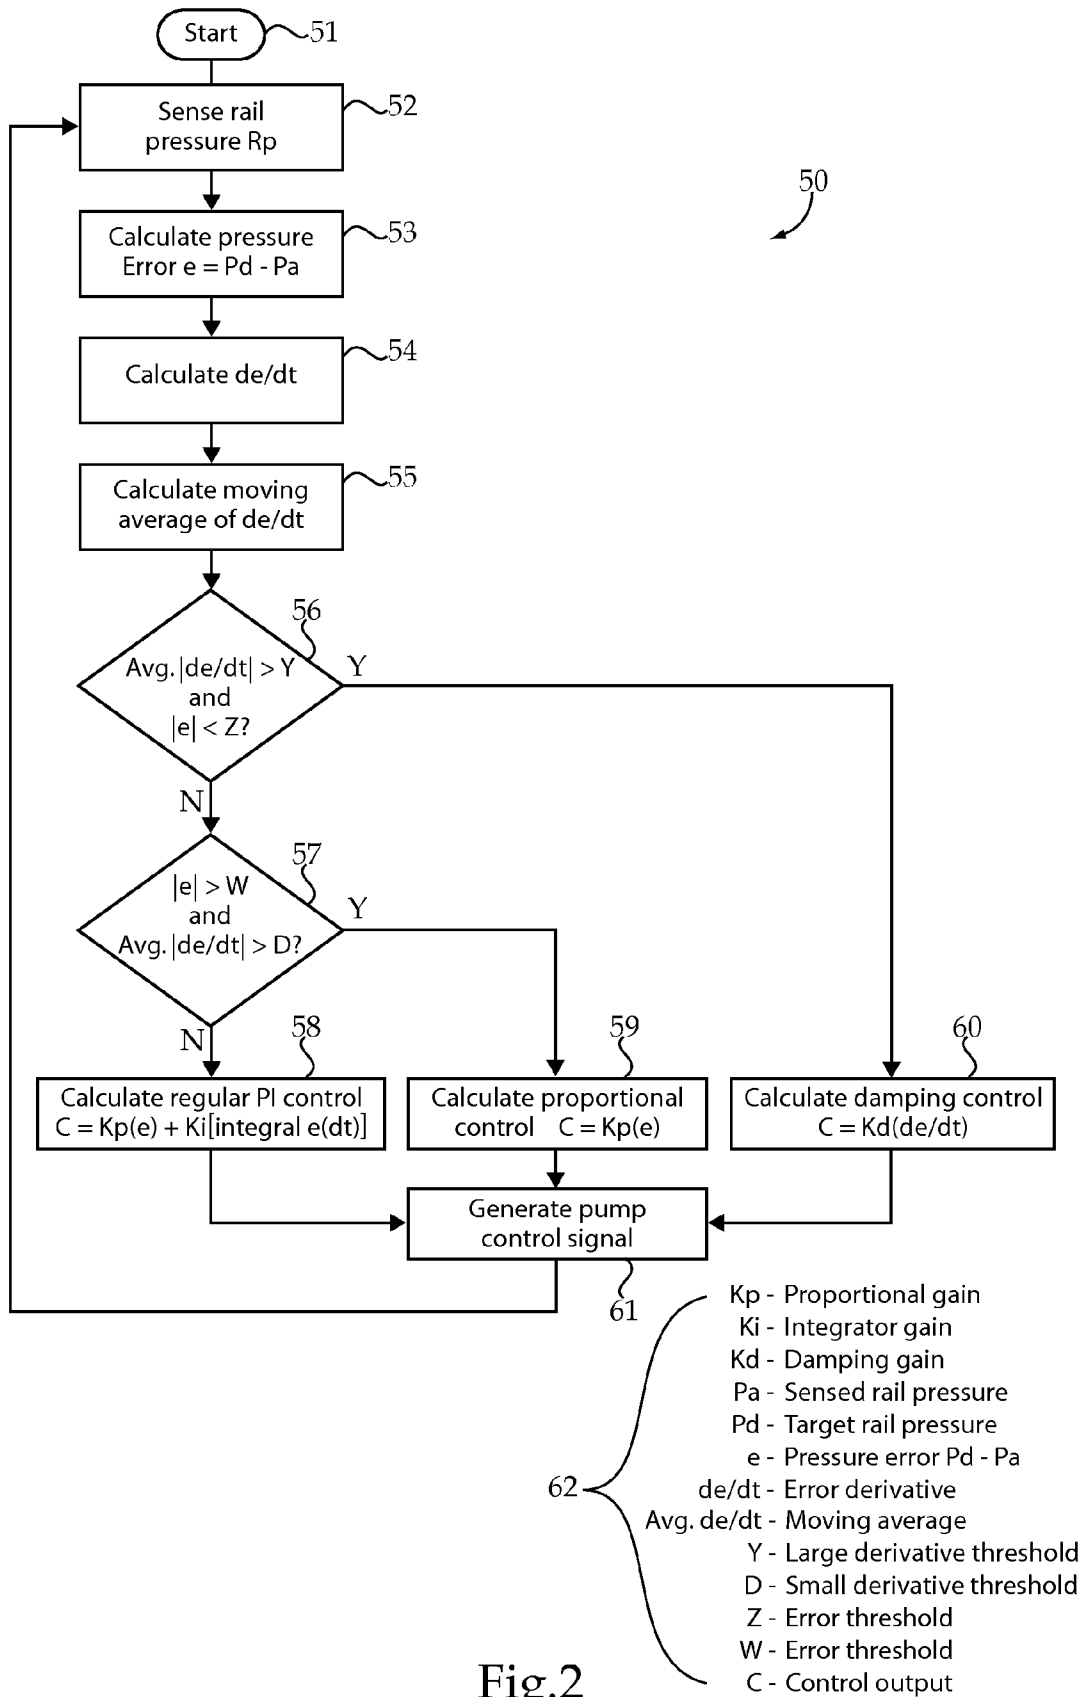 Start
51
Sense rail
pressure Rp
52
50
Calculate pressure
Error e = Pd - Pa
53
Calculate de/dt
54
Calculate moving
average of de/dt
55
56
Avg. |de/dt| > Y
and
|e| < Z?
Y
N
57
|e| > W
and
Avg. |de/dt| > D?
Y
N
58
59
60
Calculate regular PI control
C = Kp(e) + Ki[integral e(dt)]
Calculate proportional
control C = Kp(e)
Calculate damping control
C = Kd(de/dt)
Generate pump
control signal
61
62
Kp - Proportional gain
Ki - Integrator gain
Kd - Damping gain
Pa - Sensed rail pressure
Pd - Target rail pressure
e - Pressure error Pd - Pa
de/dt - Error derivative
Avg. de/dt - Moving average
Y - Large derivative threshold
D - Small derivative threshold
Z - Error threshold
W - Error threshold
C - Control output
Fig.2